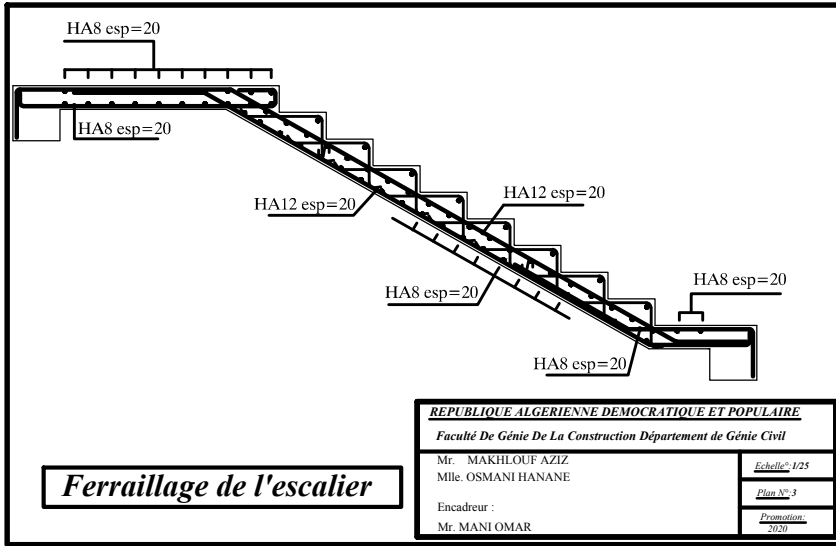 HA8 esp=20
HA8 esp=20
HA12 esp=20
HA12 esp=20
HA8 esp=20
HA8 esp=20
HA8 esp=20
Ferraillage de l'escalier
REPUBLIQUE ALGERIENNE DEMOCRATIQUE ET POPULAIRE
Faculté De Génie De La Construction Département de Génie Civil
Mr. MAKHLOUF AZIZ
Mlle. OSMANI HANANE
Encadreur :
Mr. MANI OMAR
Echelle°:1/25
Plan N°:3
Promotion:
2020